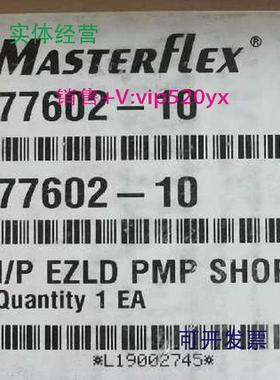 实体经营
MASTERFLEX®
销售+V:vip520yx
77602-10
77602-10
I/P EZLD PMP SHOR
Quantity 1 EA
可开发票
*L19002745*